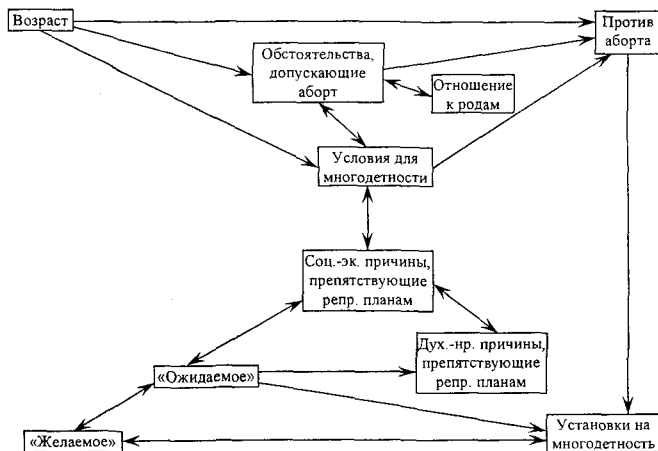 Возраст
Против
аборта
Обстоятельства,
допускающие
аборт
Отношение
к родам
Условия для
многодетности
Соц.-эк. причины,
препятствующие
репр. планам
Дух.-нр. причины,
препятствующие
репр. планам
«Ожидаемое»
Установки на
многодетность
«Желаемое»